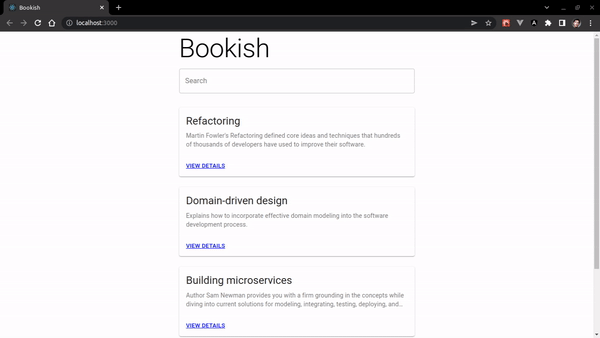 Bookish
localhost:3000
Bookish
Search
Refactoring
Martin Fowler's Refactoring defined core ideas and techniques that hundreds
of thousands of developers have used to improve their software.
VIEW DETAILS
Domain-driven design
Explains how to incorporate effective domain modeling into the software
development process.
VIEW DETAILS
Building microservices
Author Sam Newman provides you with a firm grounding in the concepts while
diving into current solutions for modeling, integrating, testing, deploying, and...
VIEW DETAILS